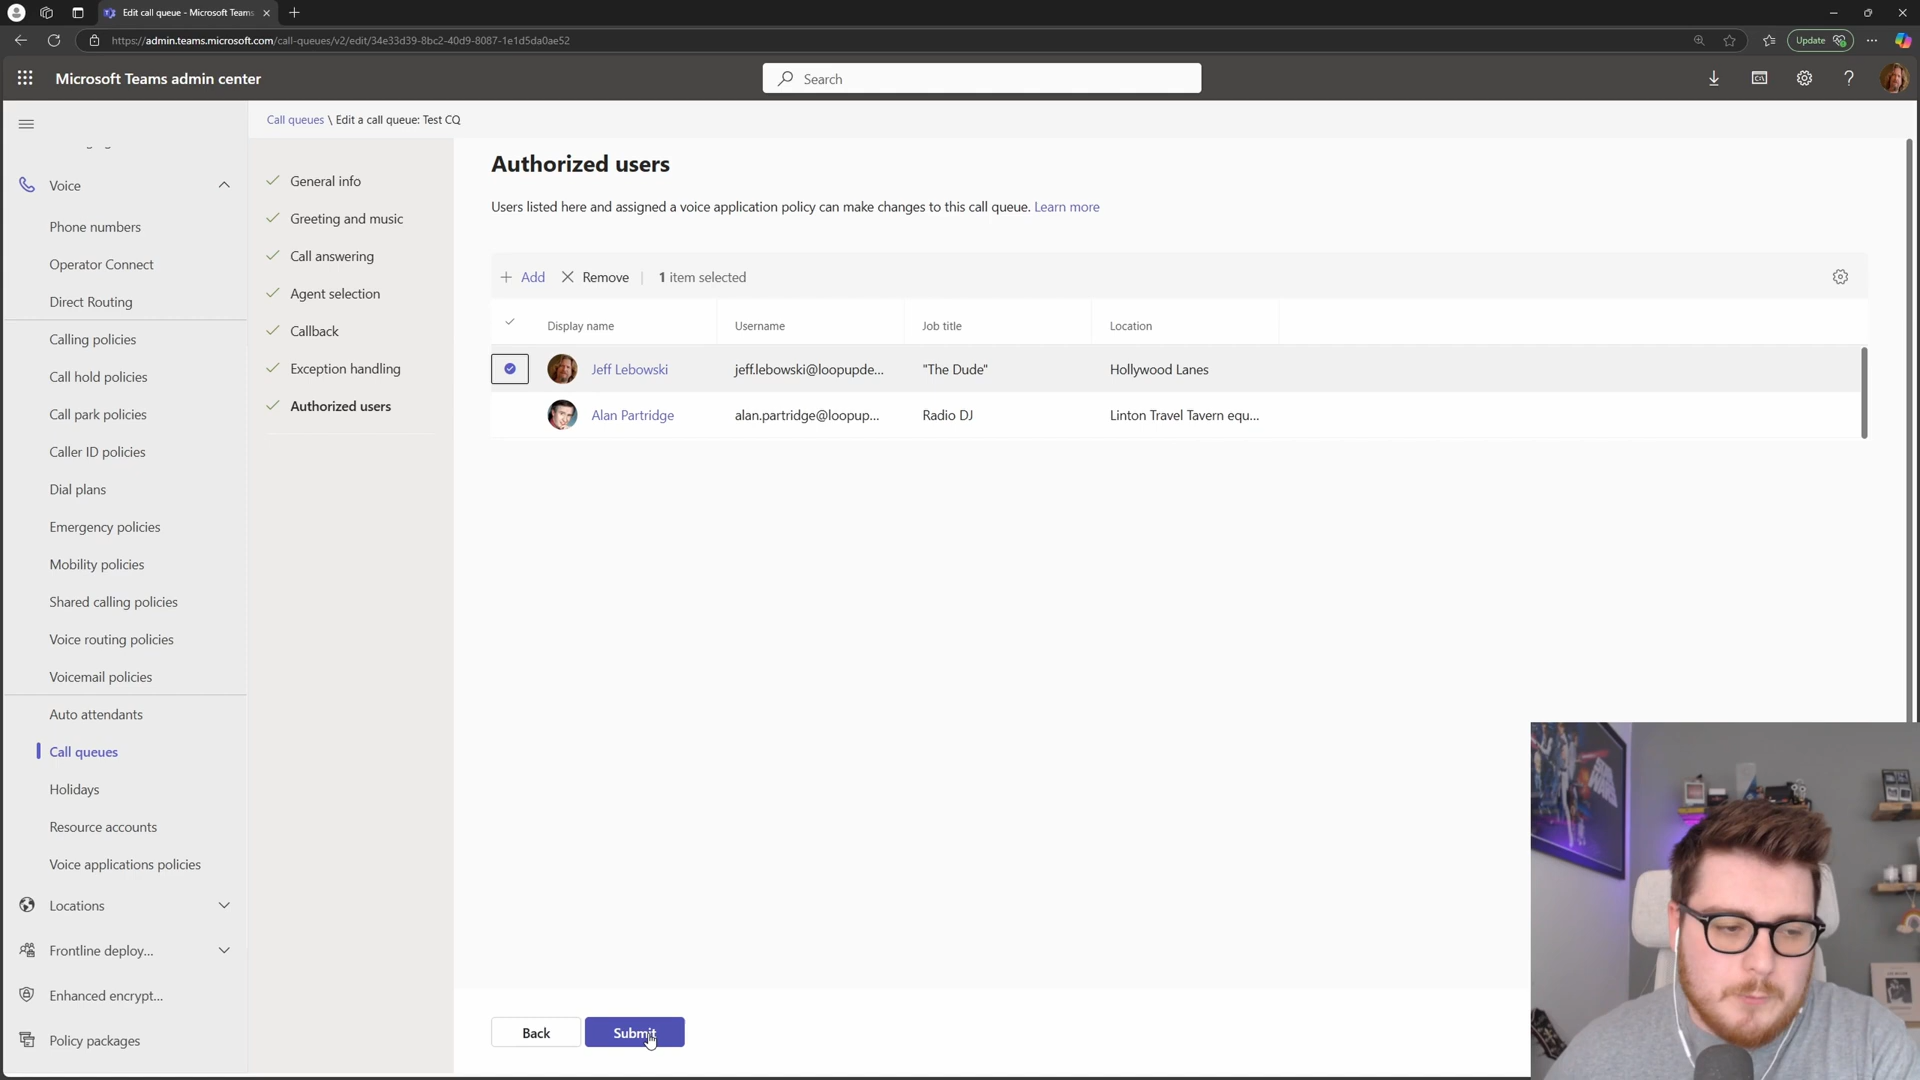 Edit call queue - Microsoft Teams
https://admin.teams.microsoft.com/call-queues/v2/edit/34e33d39-8bc2-40d9-8087-1e1d5da0ae52
Update
Microsoft Teams admin center
Search
Call queues \ Edit a call queue: Test CQ
Voice
Phone numbers
Operator Connect
Direct Routing
Calling policies
Call hold policies
Call park policies
Caller ID policies
Dial plans
Emergency policies
Mobility policies
Shared calling policies
Voice routing policies
Voicemail policies
Auto attendants
Call queues
Holidays
Resource accounts
Voice applications policies
Locations
Frontline deploy...
Enhanced encrypt...
Policy packages
General info
Greeting and music
Call answering
Agent selection
Callback
Exception handling
Authorized users
Authorized users
Users listed here and assigned a voice application policy can make changes to this call queue. Learn more
Add Remove 1 item selected
Display name Username Job title Location
Jeff Lebowski jeff.lebowski@loopupde... "The Dude" Hollywood Lanes
Alan Partridge alan.partridge@loopup... Radio DJ Linton Travel Tavern equ...
Back Submit
STAR WARS